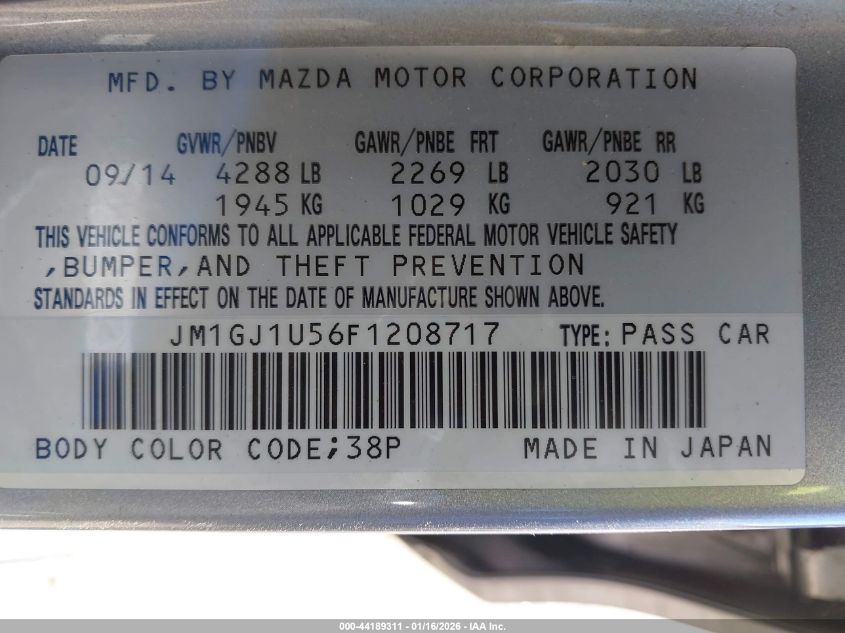 MFD. BY MAZDA MOTOR CORPORATION
DATE GVWR/PNBV GAWR/PNBE FRT GAWR/PNBE RR
09/14 4288 LB 2269 LB 2030 LB
1945 KG 1029 KG 921 KG
THIS VEHICLE CONFORMS TO ALL APPLICABLE FEDERAL MOTOR VEHICLE SAFETY
,BUMPER,AND THEFT PREVENTION
STANDARDS IN EFFECT ON THE DATE OF MANUFACTURE SHOWN ABOVE.
JM1GJ1U56F1208717 TYPE: PASS CAR
BODY COLOR CODE;38P MADE IN JAPAN
000-44189311 - 01/16/2026 - IAA Inc.